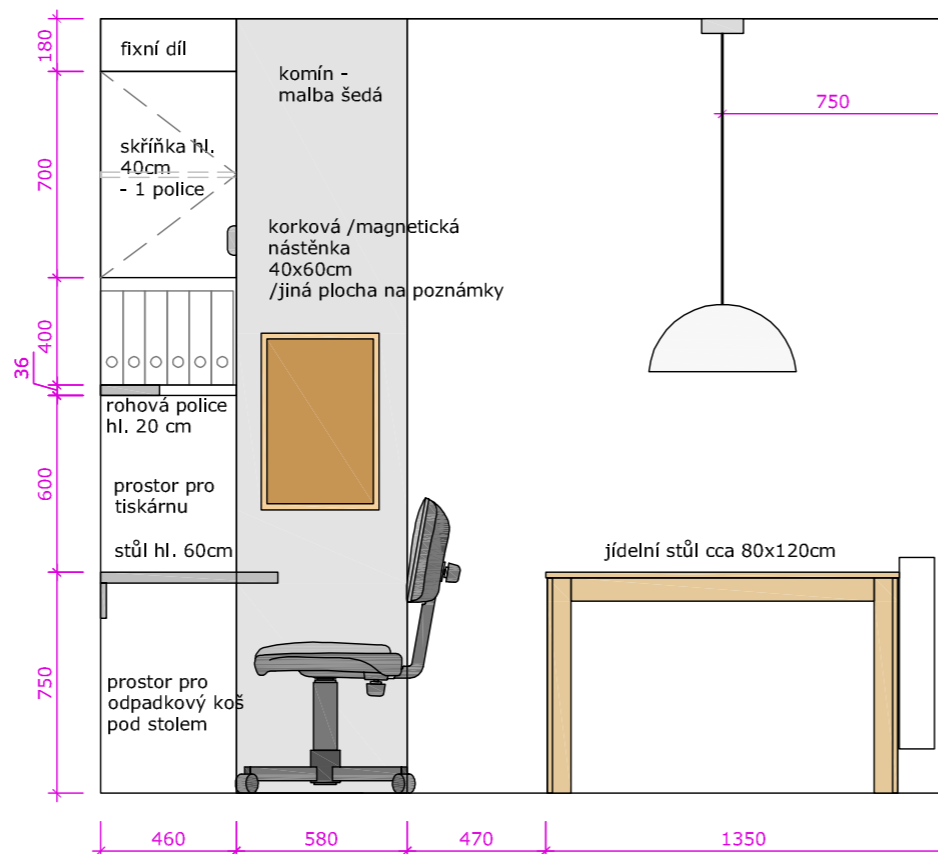 180
fixní díl
komín -
malba šedá
750
skříňka hl.
40cm
- 1 police
700
korková /magnetická
nástěnka
40x60cm
/jiná plocha na poznámky
400
36
rohová police
hl. 20 cm
600
prostor pro
tiskárnu
stůl hl. 60cm
jídelní stůl cca 80x120cm
750
prostor pro
odpadkový koš
pod stolem
460
580
470
1350